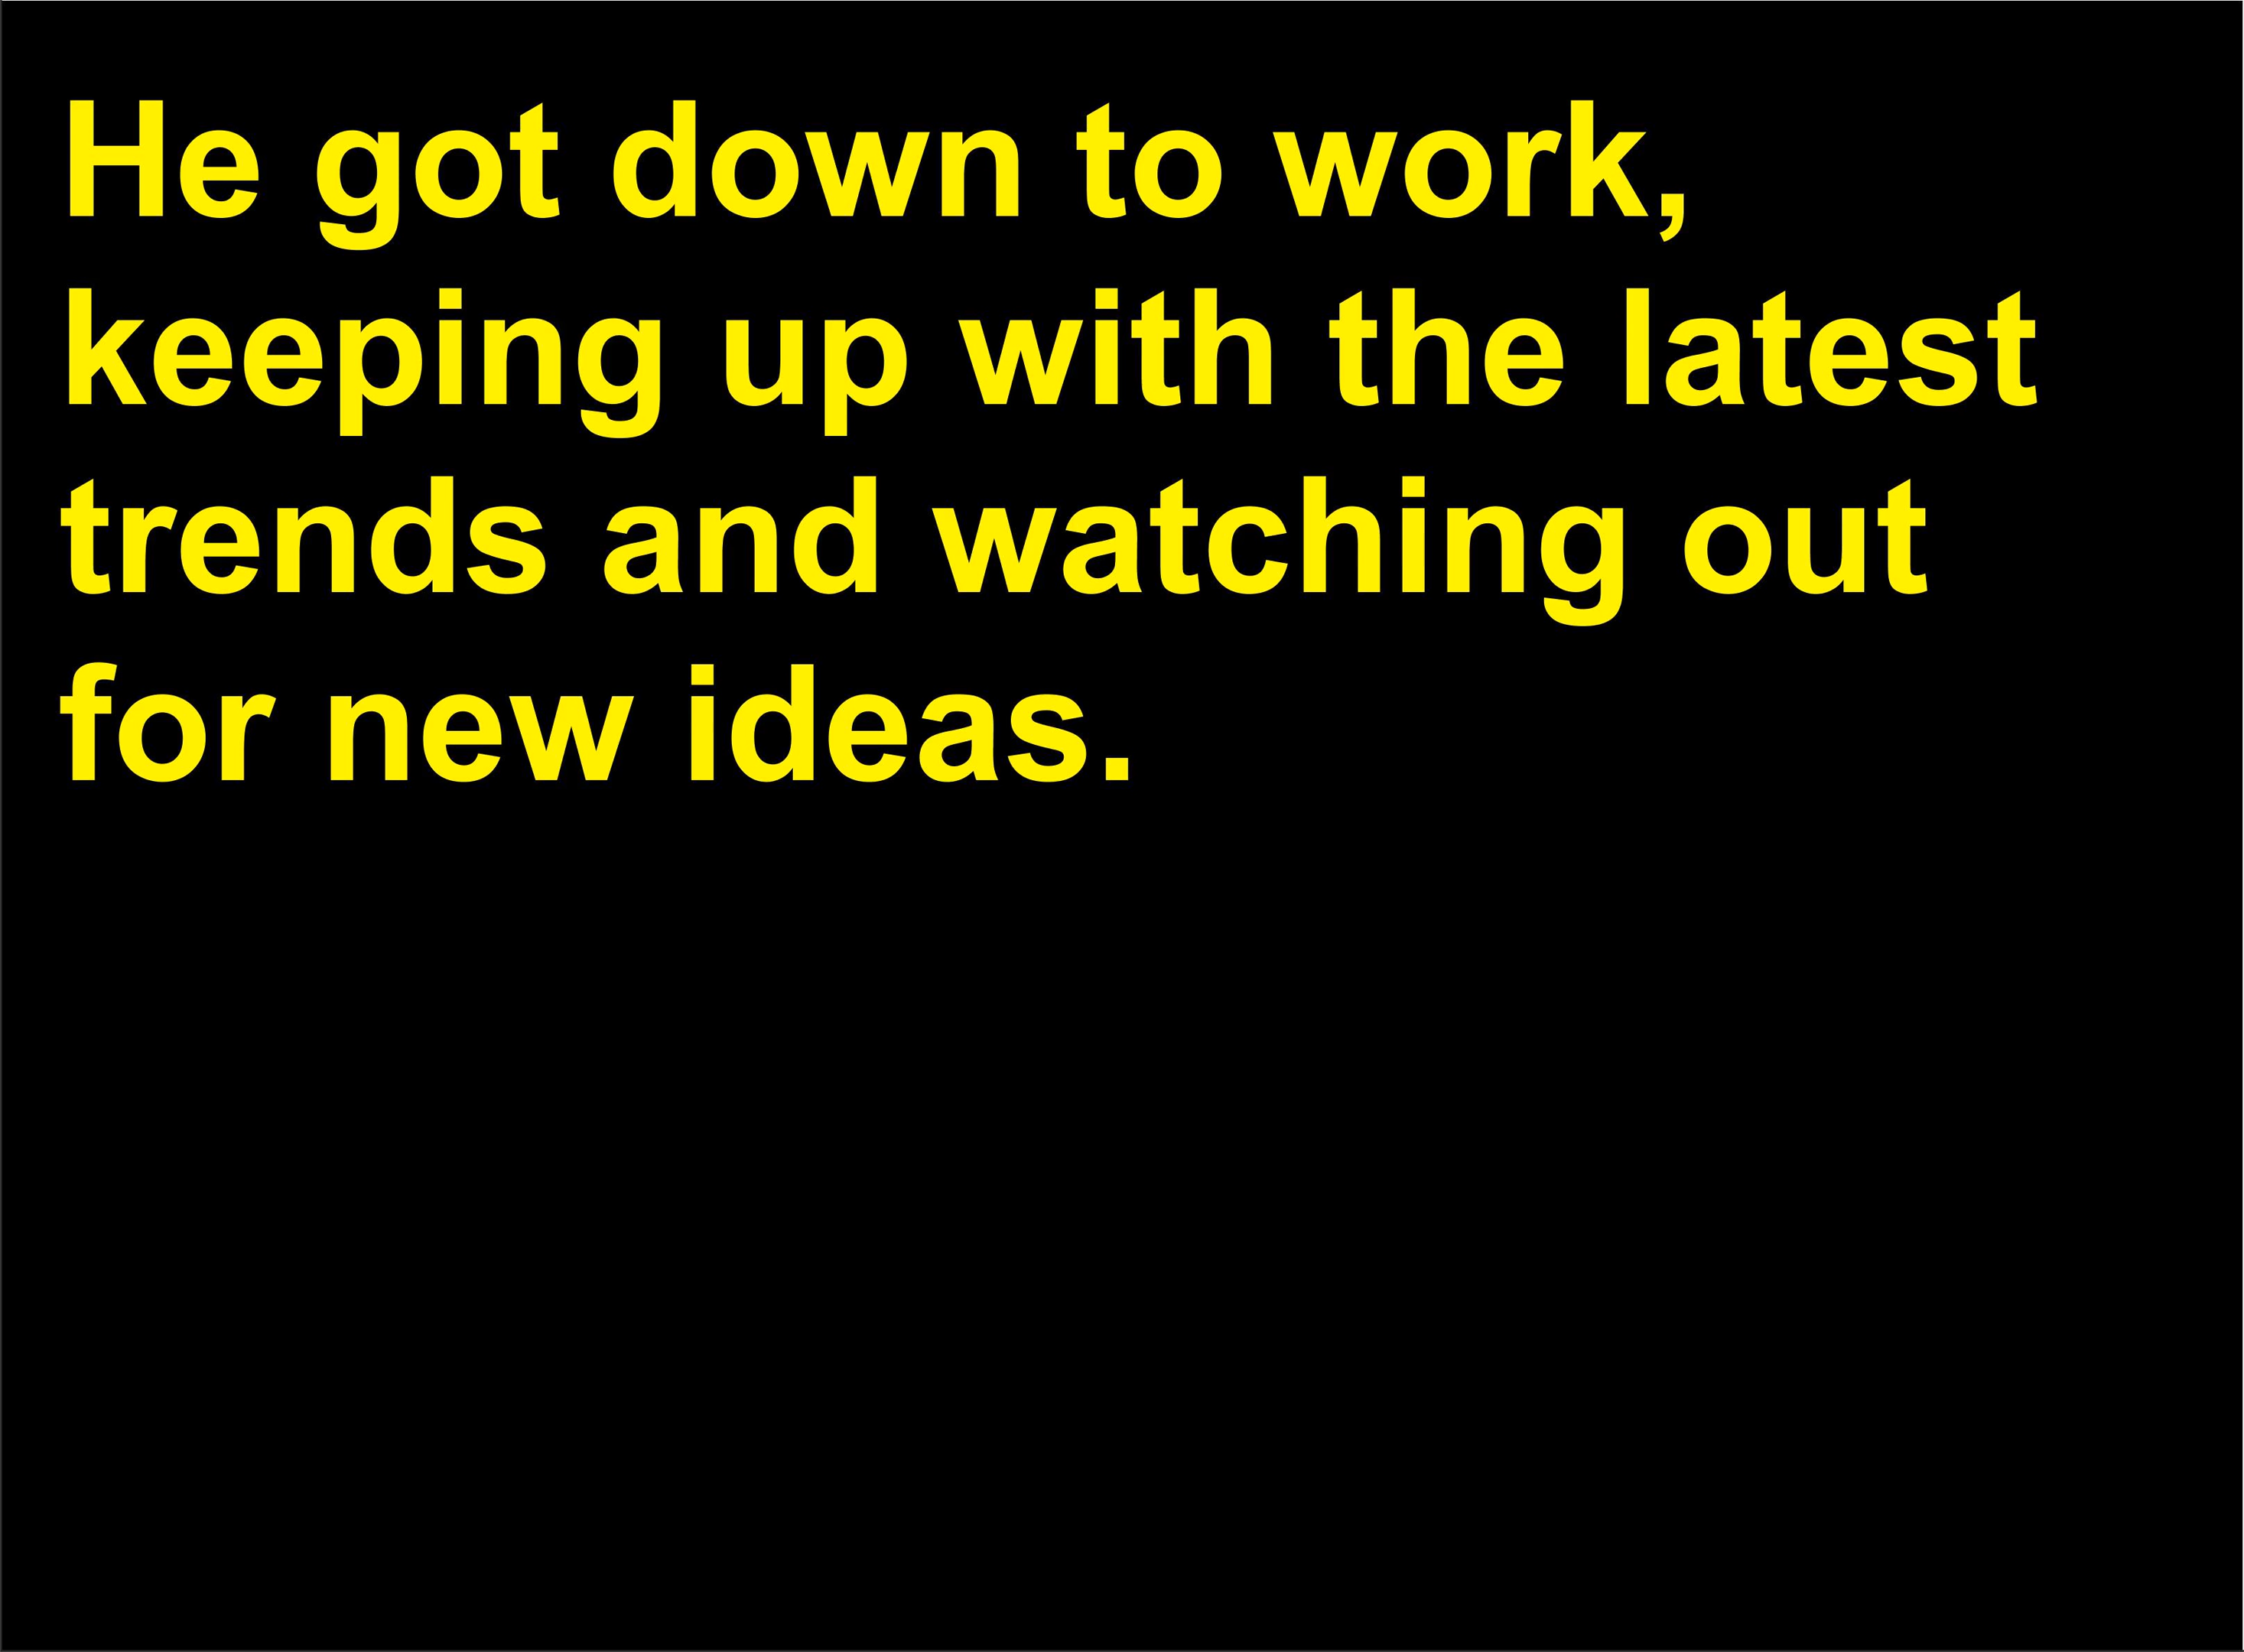 He got down to work,
keeping up with the latest
trends and watching out
for new ideas.